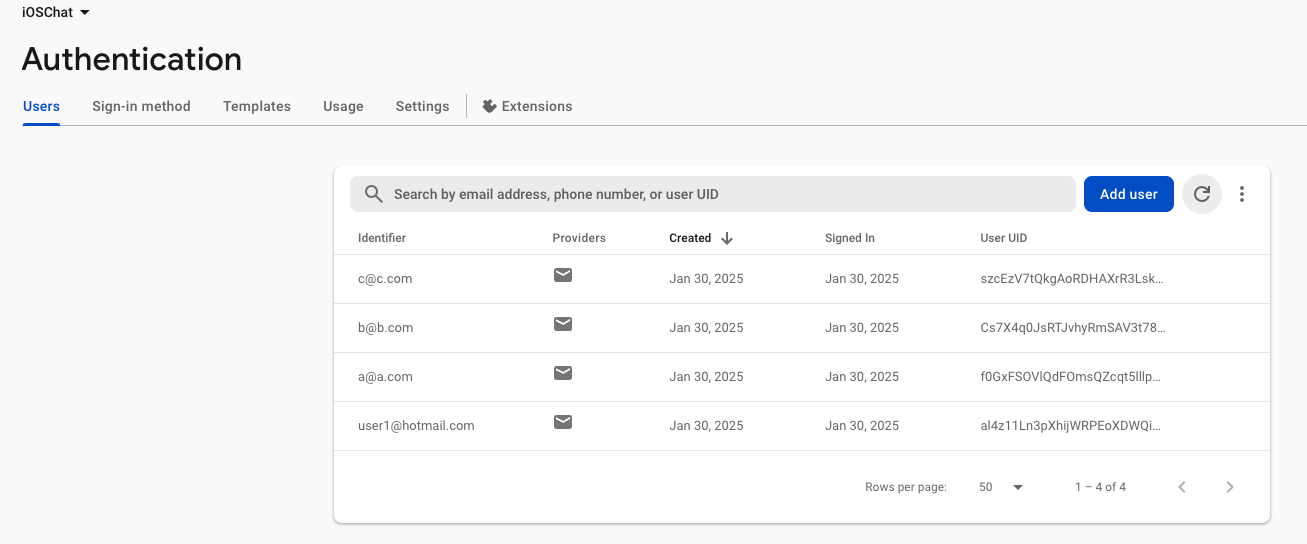 iOSChat
Authentication
Users Sign-in method Templates Usage Settings Extensions
Search by email address, phone number, or user UID Add user
Identifier Providers Created Signed In User UID
c@c.com Jan 30, 2025 Jan 30, 2025 szcEzV7tQkgAoRDHAXrR3Lsk...
b@b.com Jan 30, 2025 Jan 30, 2025 Cs7X4q0JsRTJvhyRmSAV3t78...
a@a.com Jan 30, 2025 Jan 30, 2025 f0GxFSOVlQdFOmsQZcqt5lllp...
user1@hotmail.com Jan 30, 2025 Jan 30, 2025 al4z11Ln3pXhijWRPEoXDWQi...
Rows per page: 50 1 – 4 of 4